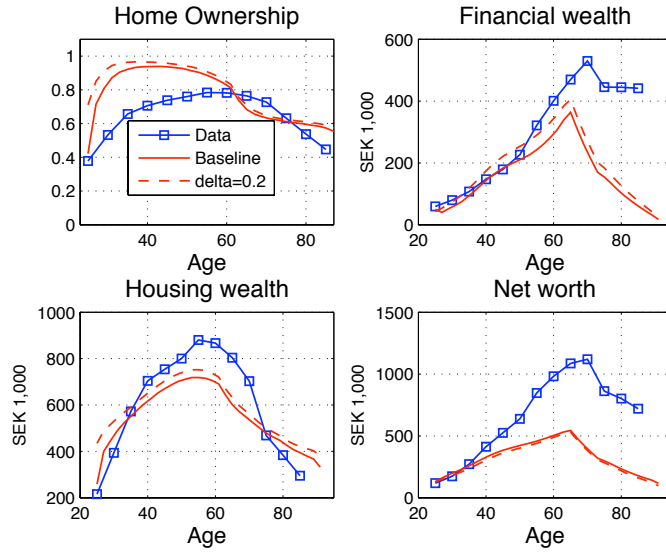 Home Ownership
1
0.8
0.6
0.4
0.2
0
Data
Baseline
delta=0.2
40 60 80
Age
Financial wealth
SEK 1,000
600
400
200
0
20 40 60 80
Age
Housing wealth
SEK 1,000
1000
800
600
400
200
40 60 80
Age
Net worth
SEK 1,000
1500
1000
500
0
20 40 60 80
Age